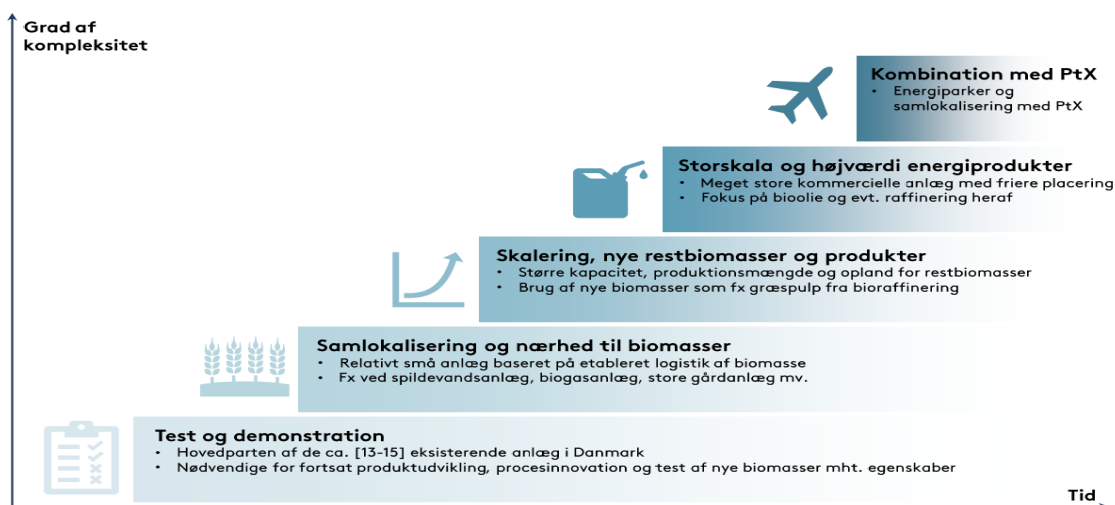 Grad af
kompleksitet
Kombination med PtX
• Energiparker og
samlokalisering med PtX
Storskala og højværdi energiprodukter
• Meget store kommercielle anlæg med friere placering
• Fokus på bioolie og evt. raffinering heraf
Skalering, nye restbiomasser og produkter
• Større kapacitet, produktionsmængde og opland for restbiomasser
• Brug af nye biomasser som fx græspulp fra bioraffinering
Samlokalisering og nærhed til biomasser
• Relativt små anlæg baseret på etableret logistik af biomasse
• Fx ved spildevandsanlæg, biogasanlæg, store gårdanlæg mv.
Test og demonstration
• Hovedparten af de ca. [13-15] eksisterende anlæg i Danmark
• Nødvendige for fortsat produktudvikling, procesinnovation og test af nye biomasser mht. egenskaber
Tid